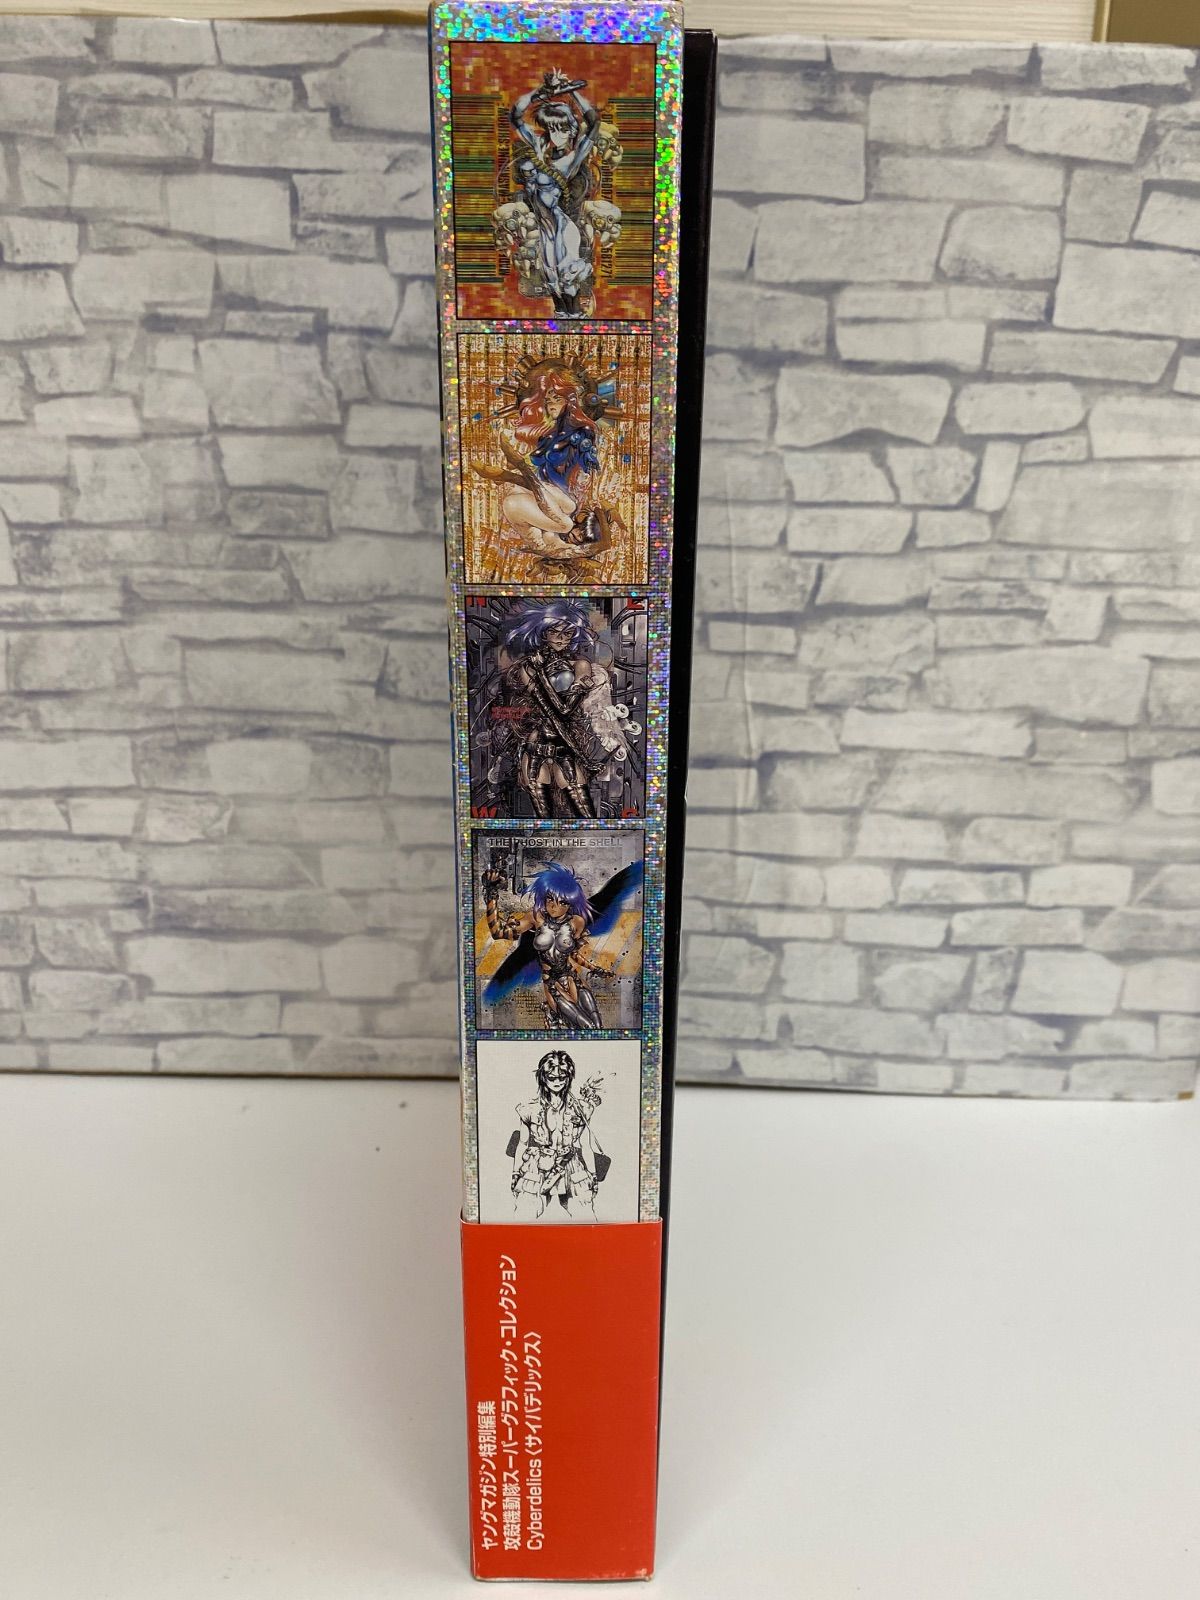 THE GHOST IN THE SHELL
ヤングマガジン特別編集
攻殻機動隊スーパーグラフィック・コレクション
Cyberdelics〈サイバデリックス〉